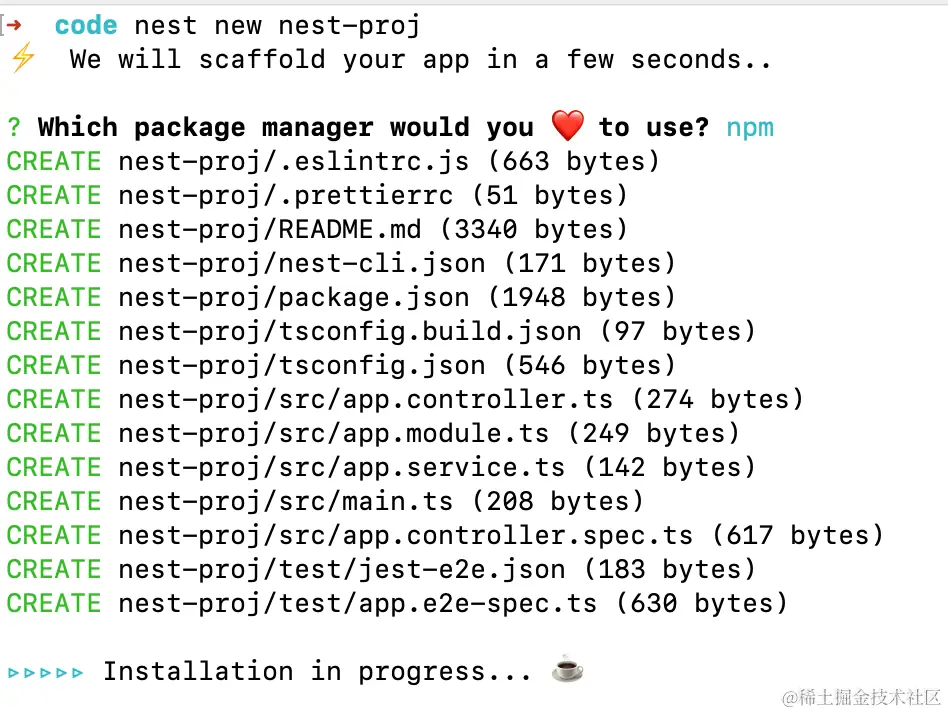 ➜ code nest new nest-proj
⚡ We will scaffold your app in a few seconds..
? Which package manager would you ❤️ to use? npm
CREATE nest-proj/.eslintrc.js (663 bytes)
CREATE nest-proj/.prettierrc (51 bytes)
CREATE nest-proj/README.md (3340 bytes)
CREATE nest-proj/nest-cli.json (171 bytes)
CREATE nest-proj/package.json (1948 bytes)
CREATE nest-proj/tsconfig.build.json (97 bytes)
CREATE nest-proj/tsconfig.json (546 bytes)
CREATE nest-proj/src/app.controller.ts (274 bytes)
CREATE nest-proj/src/app.module.ts (249 bytes)
CREATE nest-proj/src/app.service.ts (142 bytes)
CREATE nest-proj/src/main.ts (208 bytes)
CREATE nest-proj/src/app.controller.spec.ts (617 bytes)
CREATE nest-proj/test/jest-e2e.json (183 bytes)
CREATE nest-proj/test/app.e2e-spec.ts (630 bytes)
▹▹▹▹▹ Installation in progress... ☕
@稀土掘金技术社区